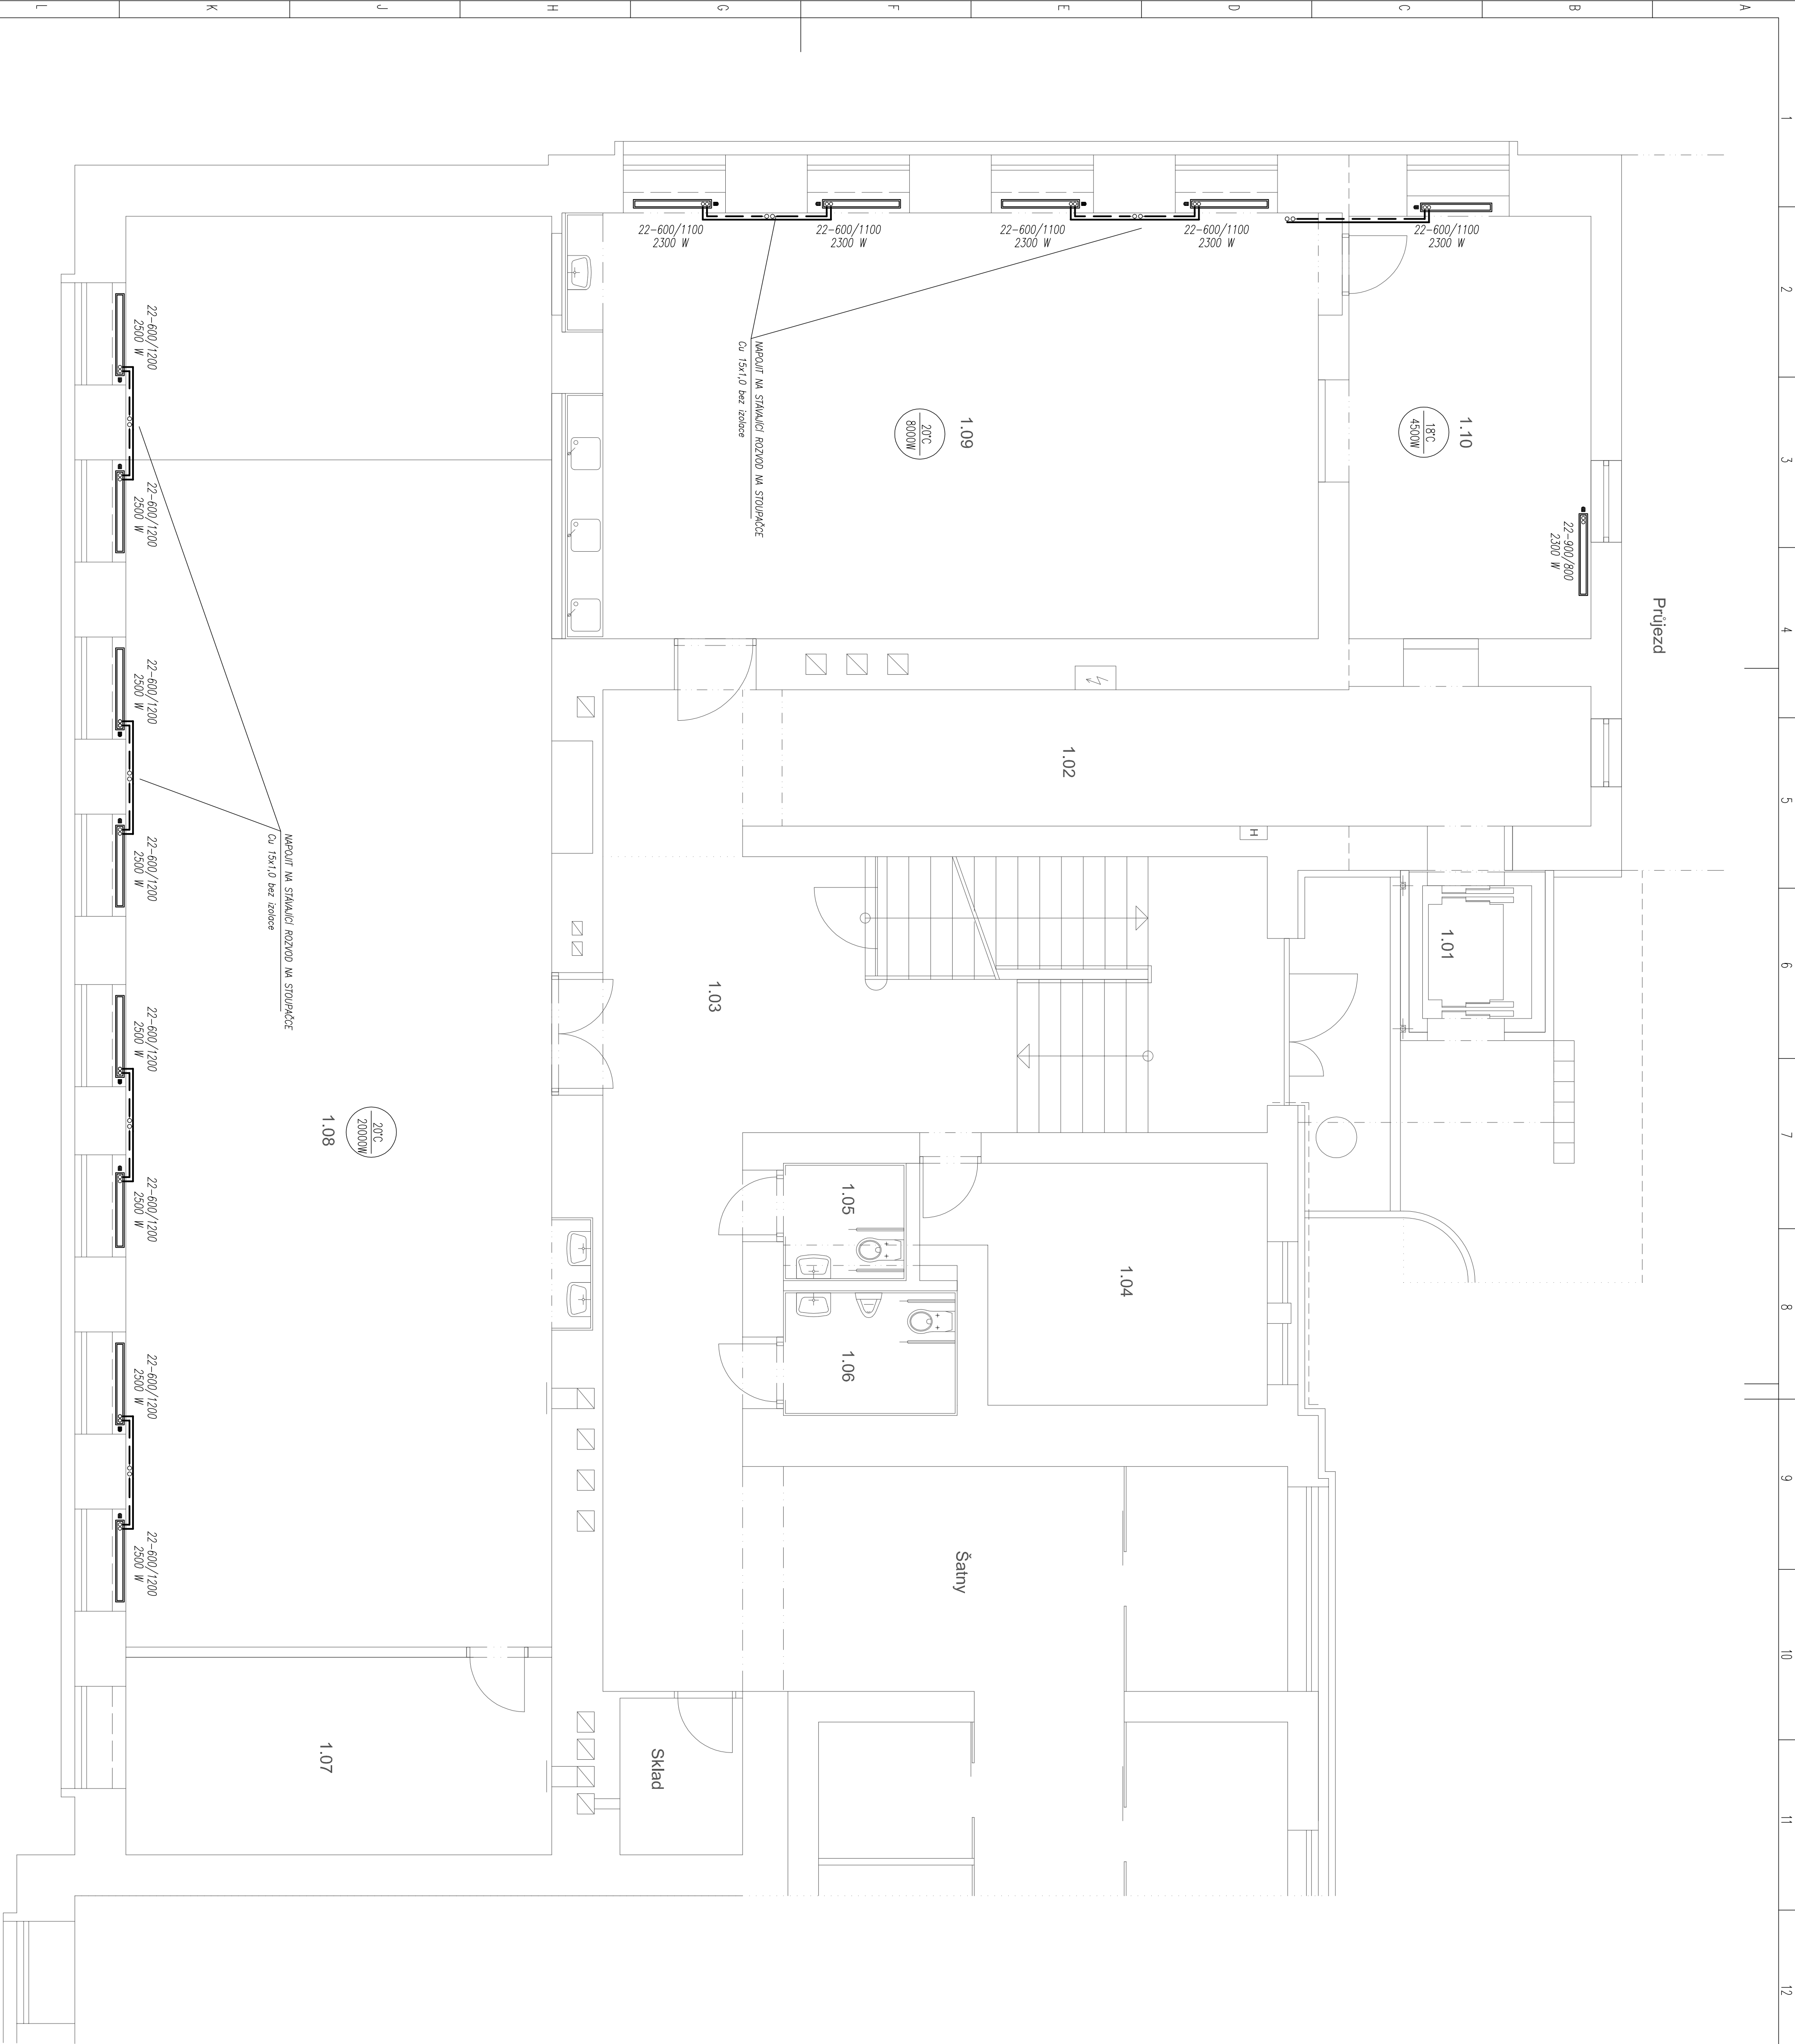 A
B
C
D
E
F
G
H
J
K
L
1
2
3
4
5
6
7
8
9
10
11
12
Průjezd
22-600/1100
2300 W
22-600/1100
2300 W
22-600/1100
2300 W
22-600/1100
2300 W
22-600/1100
2300 W
22-900/800
2300 W
1.10
18°C
4500W
1.09
20°C
8000W
NAPOJIT NA STÁVAJÍCÍ ROZVOD NA STOUPAČCE
Cu 15x1,0 bez izolace
1.02
H
1.01
1.03
1.04
1.05
1.06
Šatny
Sklad
1.07
20°C
20000W
1.08
NAPOJIT NA STÁVAJÍCÍ ROZVOD NA STOUPAČCE
Cu 15x1,0 bez izolace
22-600/1200
2500 W
22-600/1200
2500 W
22-600/1200
2500 W
22-600/1200
2500 W
22-600/1200
2500 W
22-600/1200
2500 W
22-600/1200
2500 W
22-600/1200
2500 W